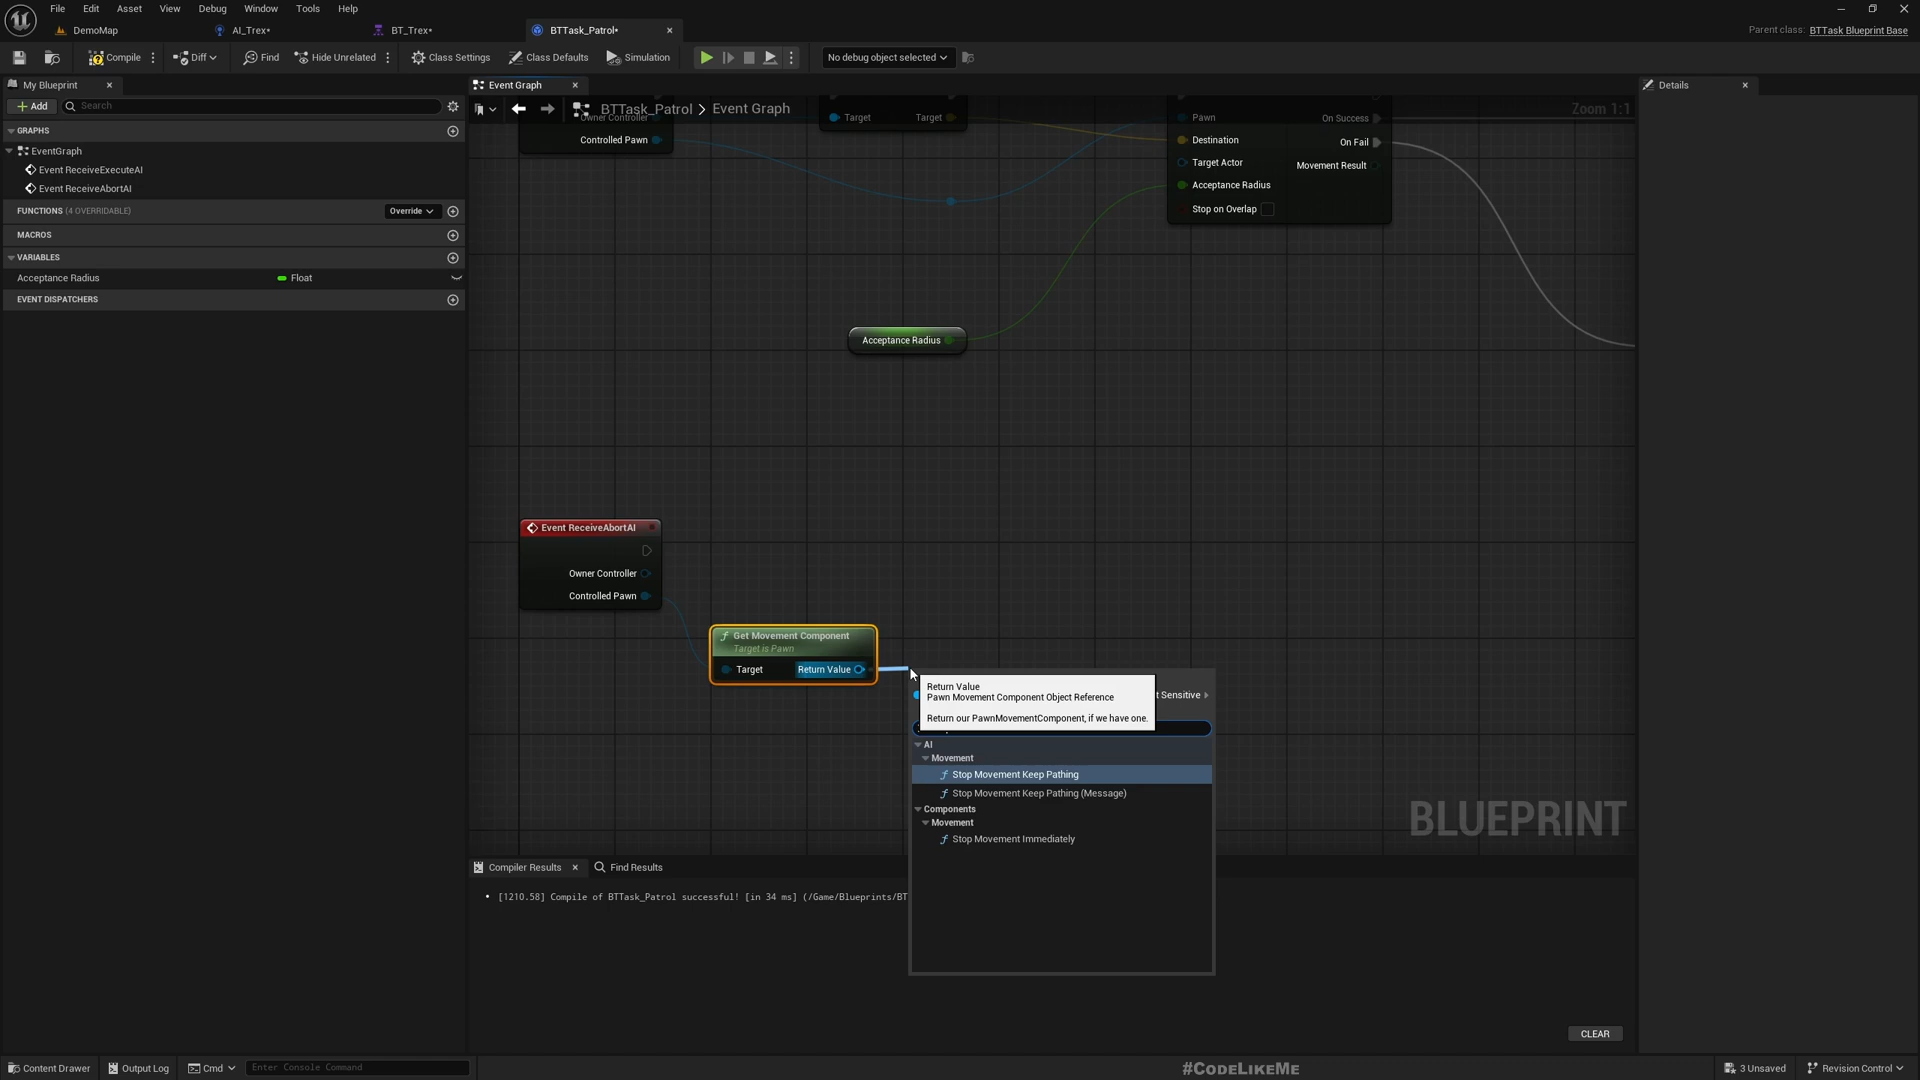 File Edit Asset View Debug Window Tools Help
DemoMap AI_Trex• BT_Trex• BTTask_Patrol•
Parent class: BTTask Blueprint Base
Compile Diff Find Hide Unrelated Class Settings Class Defaults Simulation No debug object selected
My Blueprint Event Graph Details
Add Search
BTTask_Patrol > Event Graph Zoom 1:1
GRAPHS
EventGraph
Event ReceiveExecuteAI
Event ReceiveAbortAI
FUNCTIONS (4 OVERRIDABLE) Override
MACROS
VARIABLES
Acceptance Radius Float
EVENT DISPATCHERS
Owner Controller
Controlled Pawn
Target Target
Pawn On Success
Destination On Fail
Target Actor Movement Result
Acceptance Radius
Stop on Overlap
Acceptance Radius
Event ReceiveAbortAI
Owner Controller
Controlled Pawn
Get Movement Component
Target is Pawn
Target Return Value
Return Value
Pawn Movement Component Object Reference
Return our PawnMovementComponent, if we have one.
t Sensitive
AI
Movement
Stop Movement Keep Pathing
Stop Movement Keep Pathing (Message)
Components
Movement
Stop Movement Immediately
BLUEPRINT
Compiler Results Find Results
• [1210.58] Compile of BTTask_Patrol successful! [in 34 ms] (/Game/Blueprints/BT
CLEAR
Content Drawer Output Log Cmd Enter Console Command #CodeLikeMe 3 Unsaved Revision Control